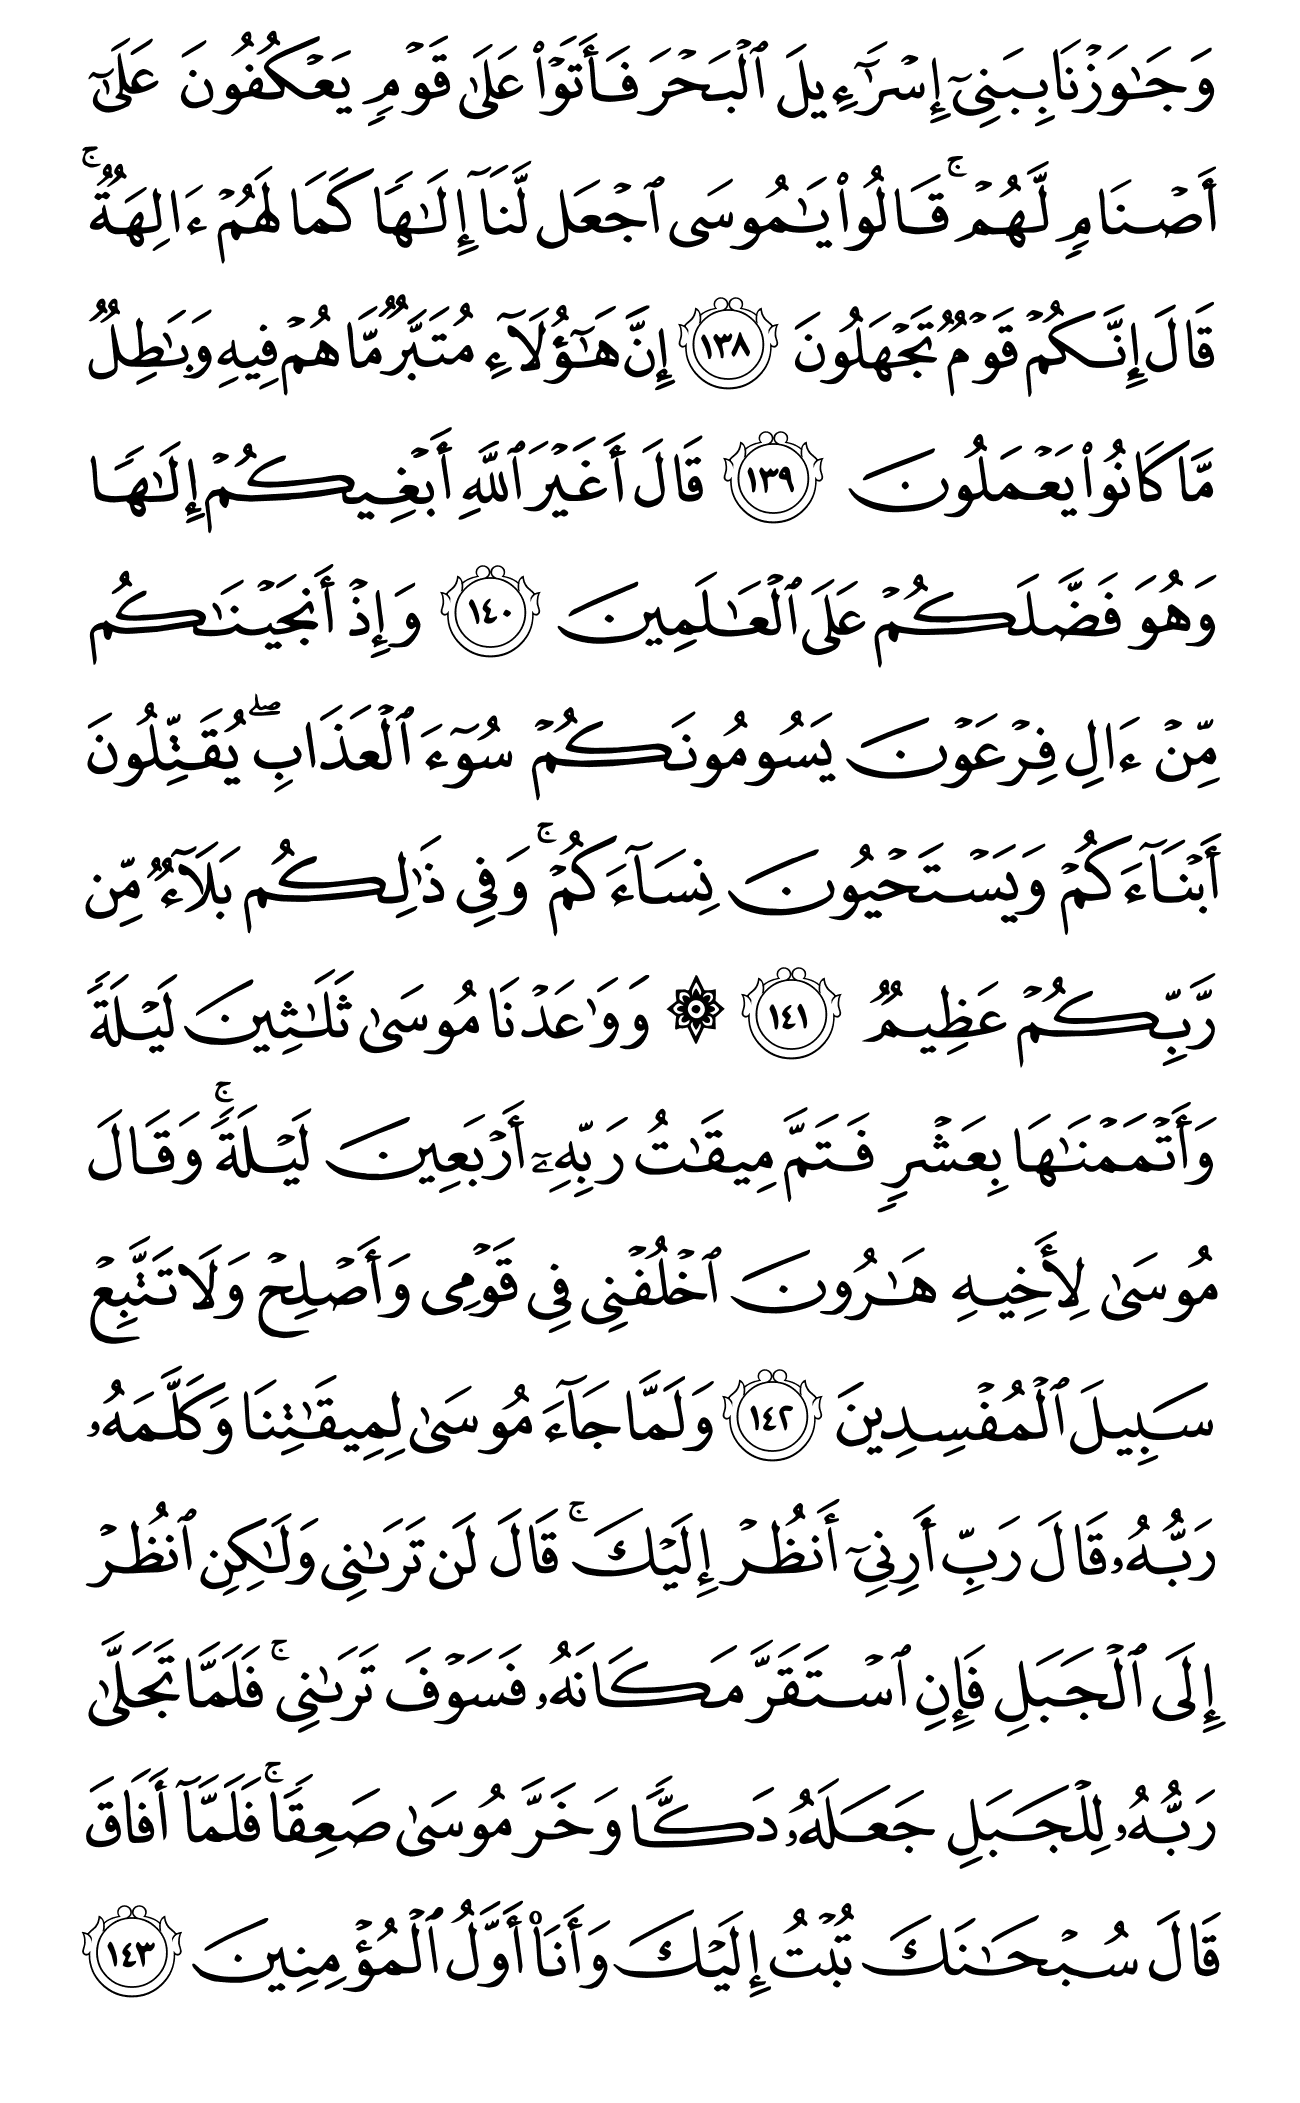 وَجَـٰوَزۡنَا بِبَنِيٓ إِسۡرَـٰٓءِيلَ ٱلۡبَحۡرَ فَأَتَوۡاْ عَلَىٰ قَوۡمٖ يَعۡكُفُونَ عَلَىٰٓ
أَصۡنَامٖ لَّهُمۡۚ قَالُواْ يَـٰمُوسَى ٱجۡعَل لَّنَآ إِلَـٰهٗا كَمَا لَهُمۡ ءَالِهَةٞۚ
قَالَ إِنَّكُمۡ قَوۡمٞ تَجۡهَلُونَ ١٣٨ إِنَّ هَـٰٓؤُلَآءِ مُتَبَّرٞ مَّا هُمۡ فِيهِ وَبَـٰطِلٞ
مَّا كَانُواْ يَعۡمَلُونَ ١٣٩ قَالَ أَغَيۡرَ ٱللَّهِ أَبۡغِيكُمۡ إِلَـٰهٗا
وَهُوَ فَضَّلَكُمۡ عَلَى ٱلۡعَـٰلَمِينَ ١٤٠ وَإِذۡ أَنجَيۡنَـٰكُم
مِّنۡ ءَالِ فِرۡعَوۡنَ يَسُومُونَكُمۡ سُوٓءَ ٱلۡعَذَابِۖ يُقَتِّلُونَ
أَبۡنَآءَكُمۡ وَيَسۡتَحۡيُونَ نِسَآءَكُمۡۚ وَفِي ذَٰلِكُم بَلَآءٞ مِّن
رَّبِّكُمۡ عَظِيمٞ ١٤١ ۞ وَوَٰعَدۡنَا مُوسَىٰ ثَلَـٰثِينَ لَيۡلَةٗ
وَأَتۡمَمۡنَـٰهَا بِعَشۡرٖ فَتَمَّ مِيقَـٰتُ رَبِّهِۦٓ أَرۡبَعِينَ لَيۡلَةٗۚ وَقَالَ
مُوسَىٰ لِأَخِيهِ هَـٰرُونَ ٱخۡلُفۡنِي فِي قَوۡمِي وَأَصۡلِحۡ وَلَا تَتَّبِعۡ
سَبِيلَ ٱلۡمُفۡسِدِينَ ١٤٢ وَلَمَّا جَآءَ مُوسَىٰ لِمِيقَـٰتِنَا وَكَلَّمَهُۥ
رَبُّهُۥ قَالَ رَبِّ أَرِنِيٓ أَنظُرۡ إِلَيۡكَۚ قَالَ لَن تَرَىٰنِي وَلَـٰكِنِ ٱنظُرۡ
إِلَى ٱلۡجَبَلِ فَإِنِ ٱسۡتَقَرَّ مَكَانَهُۥ فَسَوۡفَ تَرَىٰنِيۚ فَلَمَّا تَجَلَّىٰ
رَبُّهُۥ لِلۡجَبَلِ جَعَلَهُۥ دَكّٗا وَخَرَّ مُوسَىٰ صَعِقٗاۚ فَلَمَّآ أَفَاقَ
قَالَ سُبۡحَـٰنَكَ تُبۡتُ إِلَيۡكَ وَأَنَا۠ أَوَّلُ ٱلۡمُؤۡمِنِينَ ١٤٣